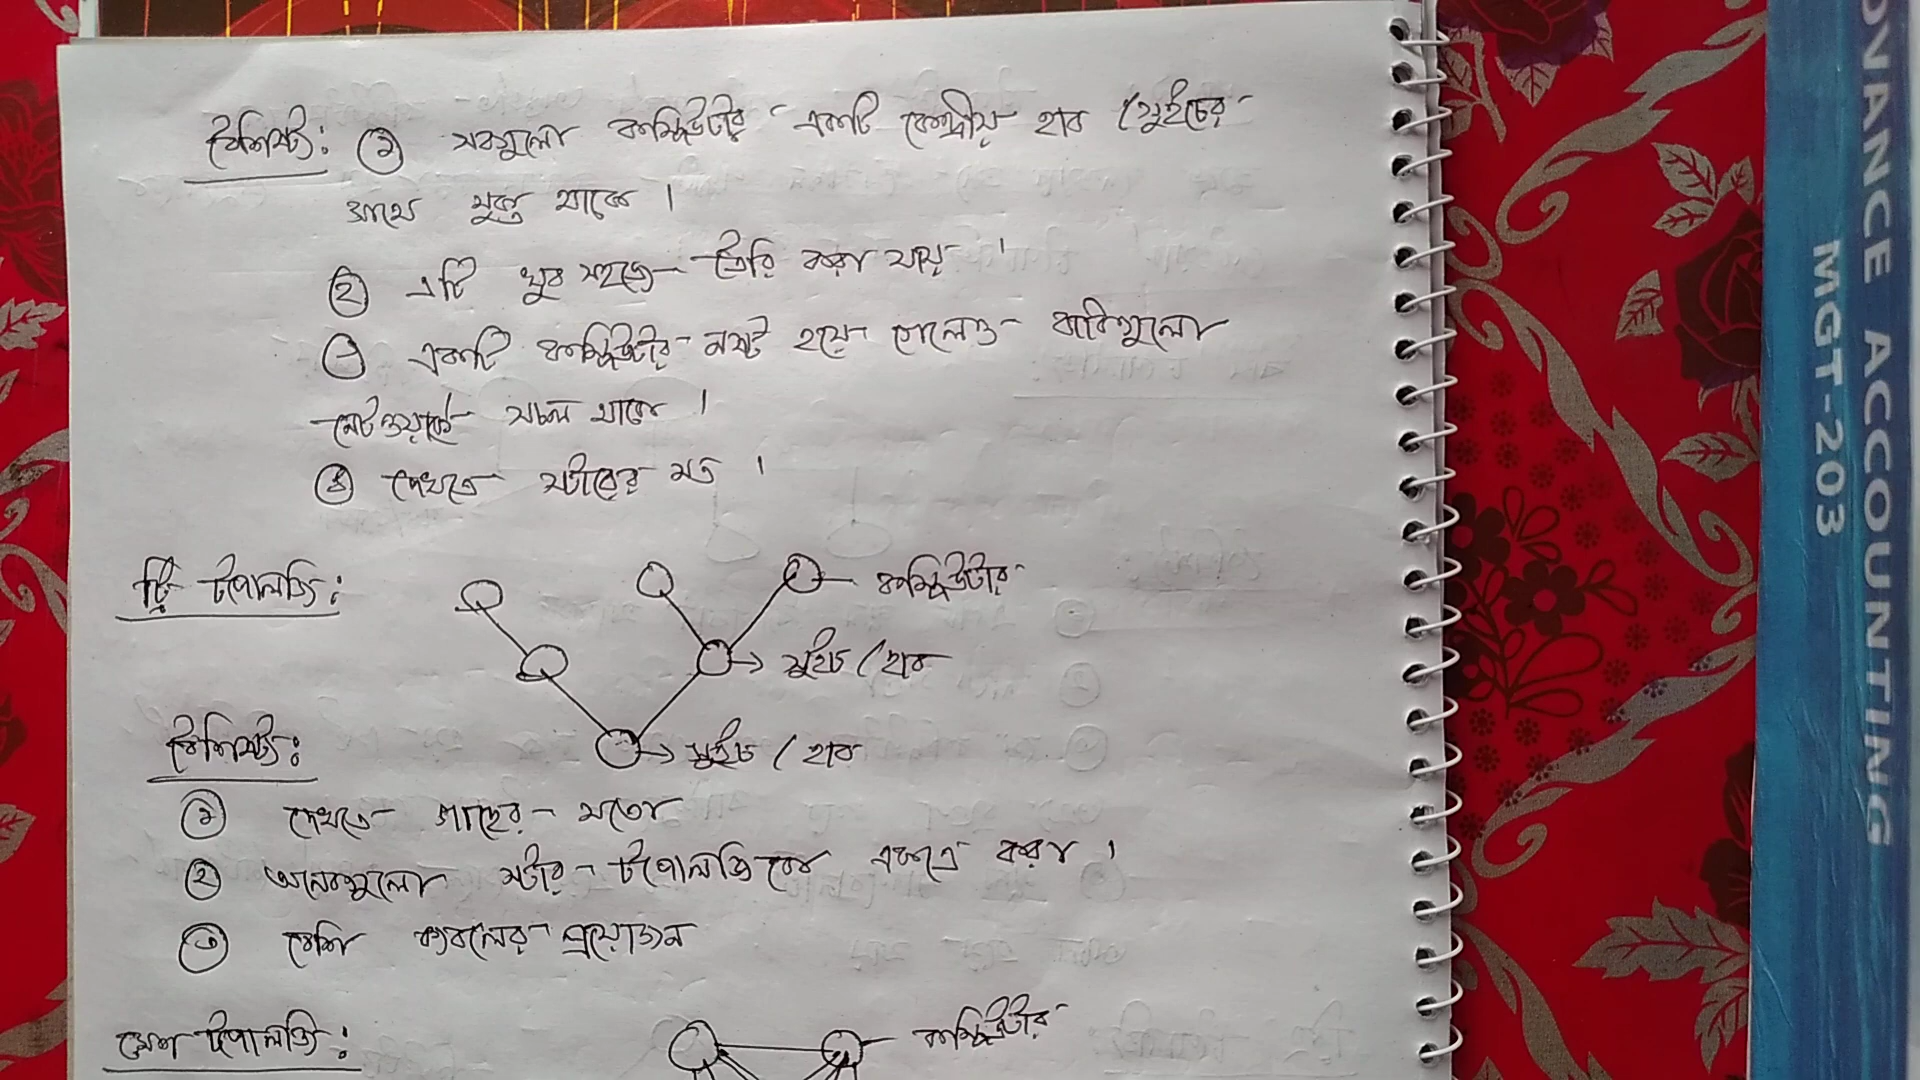 বৈশিষ্ট্য: ① সবগুলো কম্পিউটার একটি কেন্দ্রীয় হাব / সুইচের
সাথে যুক্ত থাকে ।
② এটি খুব সহজে তৈরি করা যায় ।
③ একটি কম্পিউটার নষ্ট হয়ে গেলেও বাকিগুলো
নেটওয়ার্কে সচল থাকে ।
④ দেখতে স্টারের মত ।
ট্রি টপোলজি:
কম্পিউটার
সুইচ / হাব
সুইচ / হাব
বৈশিষ্ট্য:
① দেখতে গাছের মতো
② অনেকগুলো স্টার টপোলজিকে একত্রে করা ।
③ বেশি ক্যাবলের প্রয়োজন
মেশ টপোলজি:
কম্পিউটার
ADVANCE ACCOUNTING
MGT-203